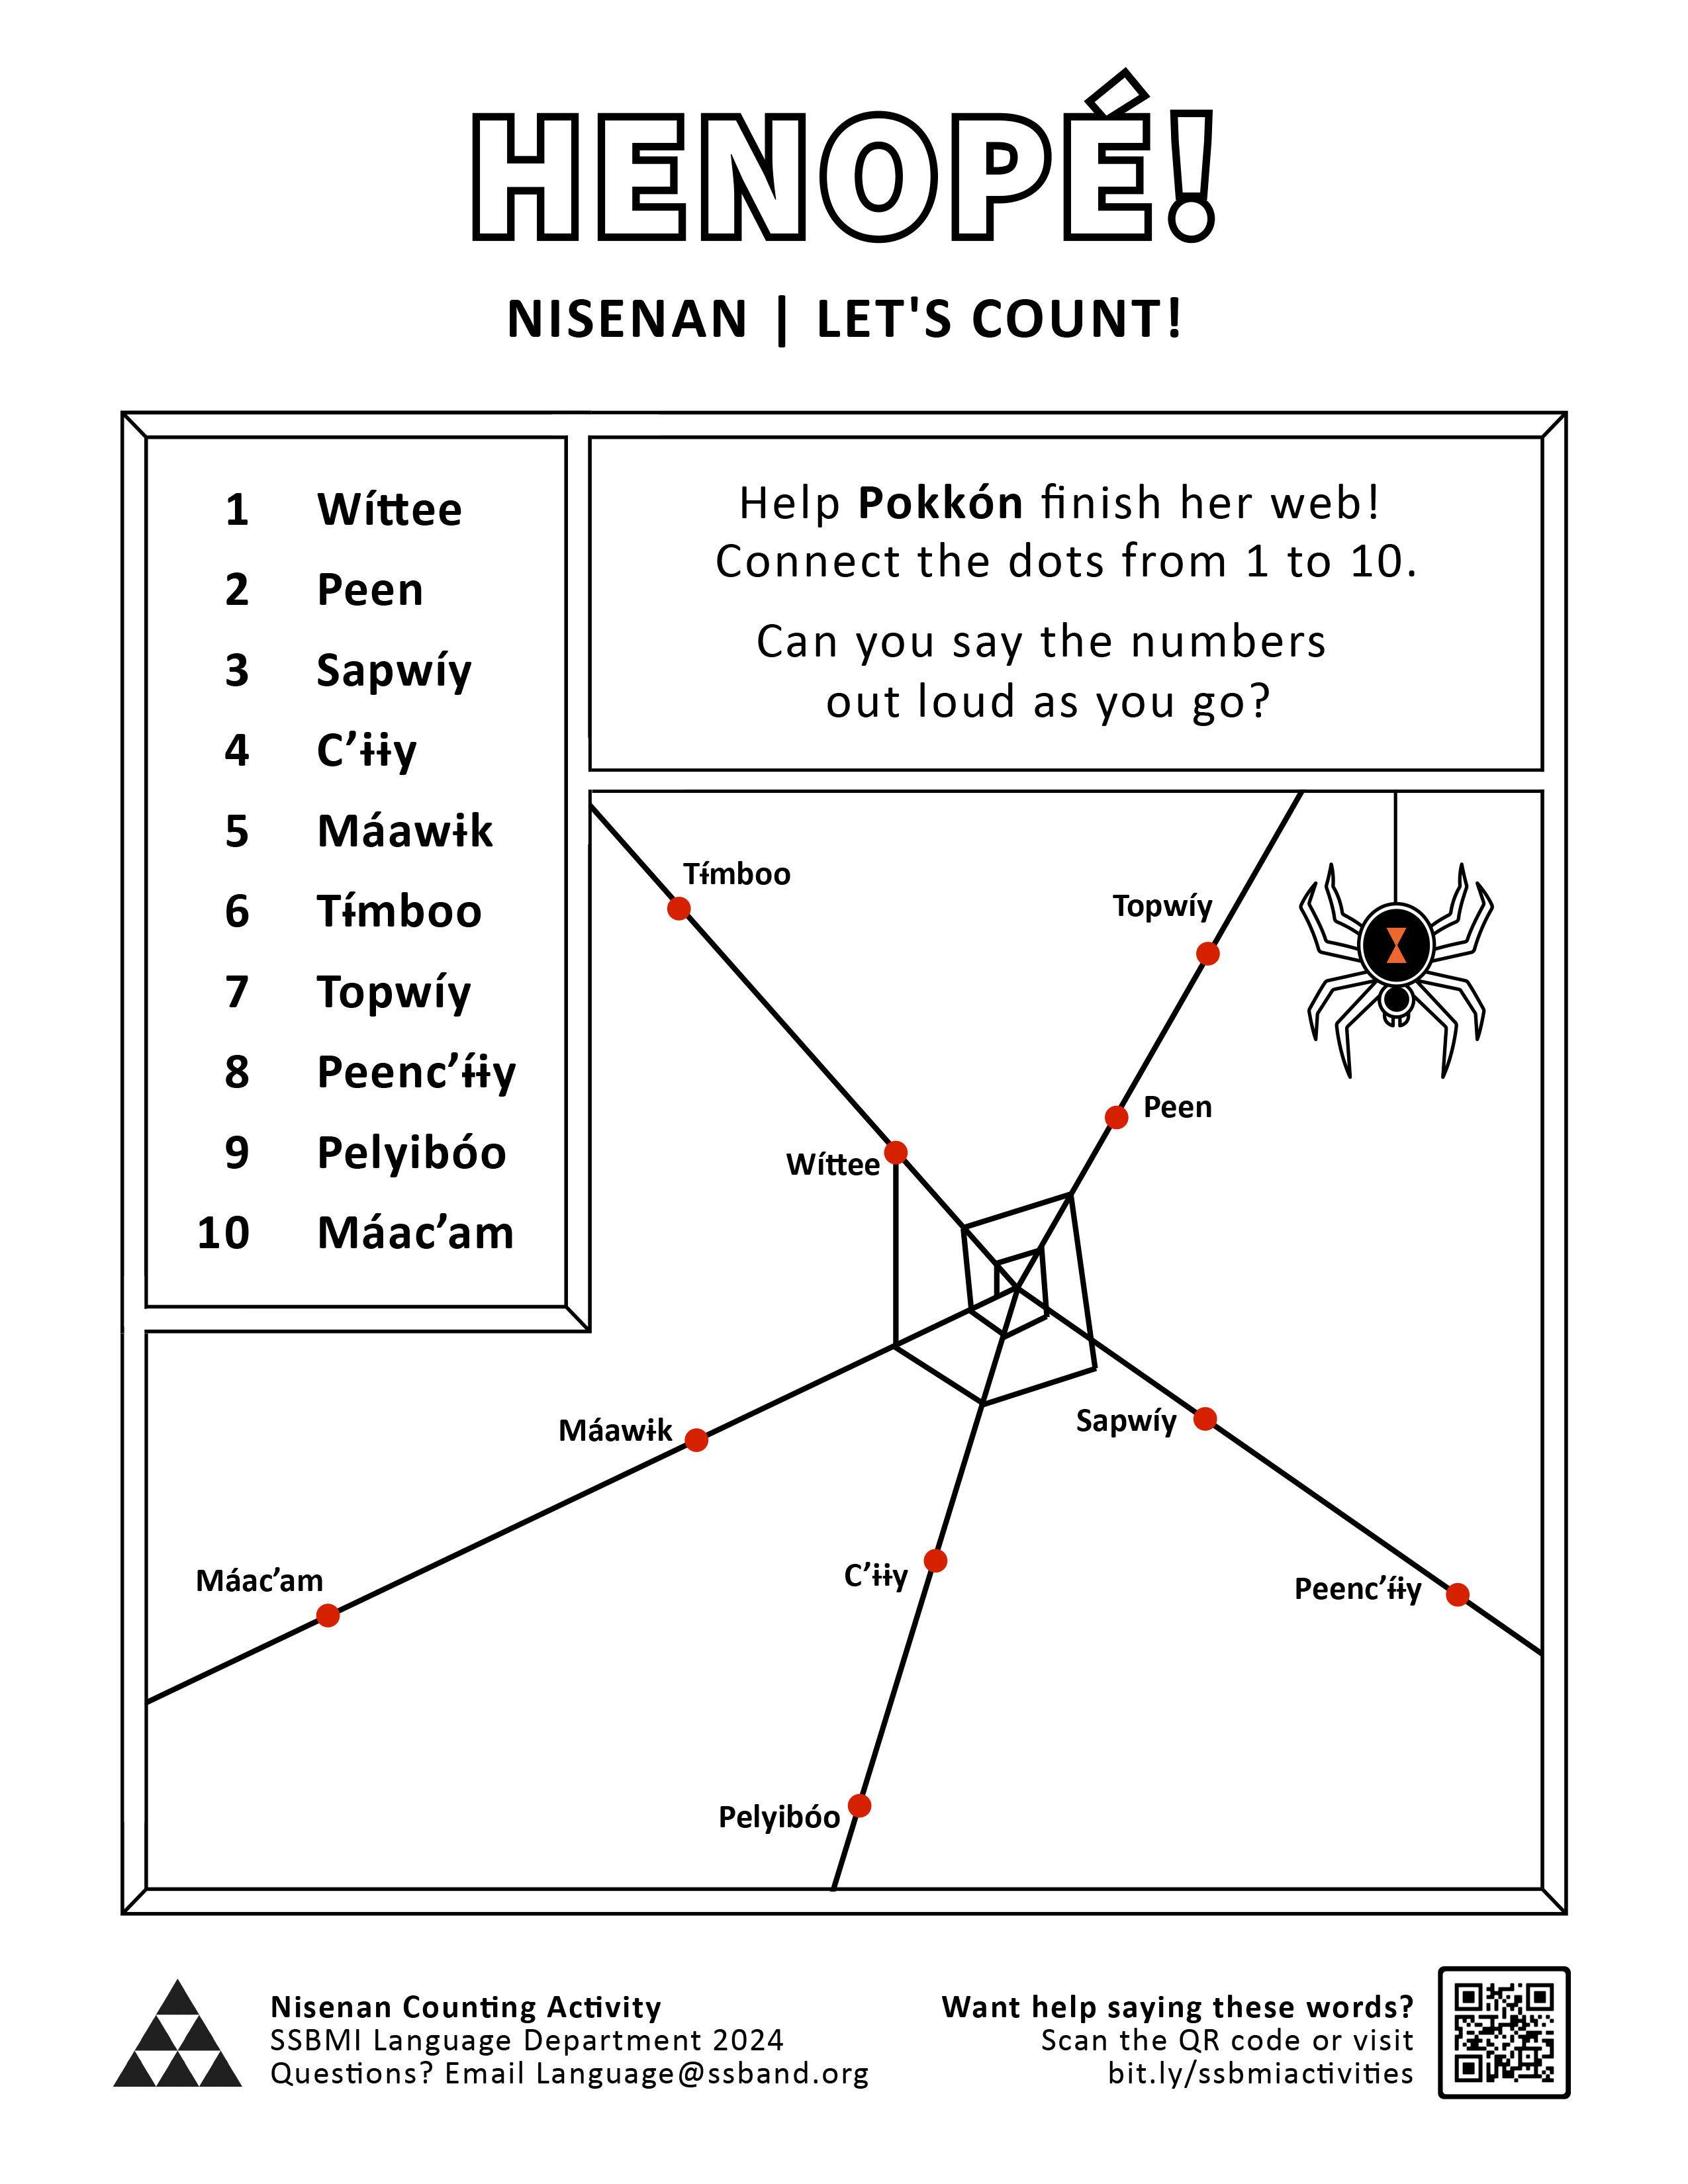 HENOPÉ!
NISENAN | LET'S COUNT!
1 Wíttee
2 Peen
3 Sapwíy
4 C’ɨɨy
5 Máawɨk
6 Tɨ́mboo
7 Topwíy
8 Peenc’ɨ́ɨy
9 Pelyibóo
10 Máac’am
Help Pokkón finish her web!
Connect the dots from 1 to 10.
Can you say the numbers
out loud as you go?
Tɨ́mboo
Topwíy
Peen
Wíttee
Sapwíy
Máawɨk
C’ɨɨy
Máac’am
Peenc’ɨ́ɨy
Pelyibóo
Nisenan Counting Activity
SSBMI Language Department 2024
Questions? Email Language@ssband.org
Want help saying these words?
Scan the QR code or visit
bit.ly/ssbmiactivities